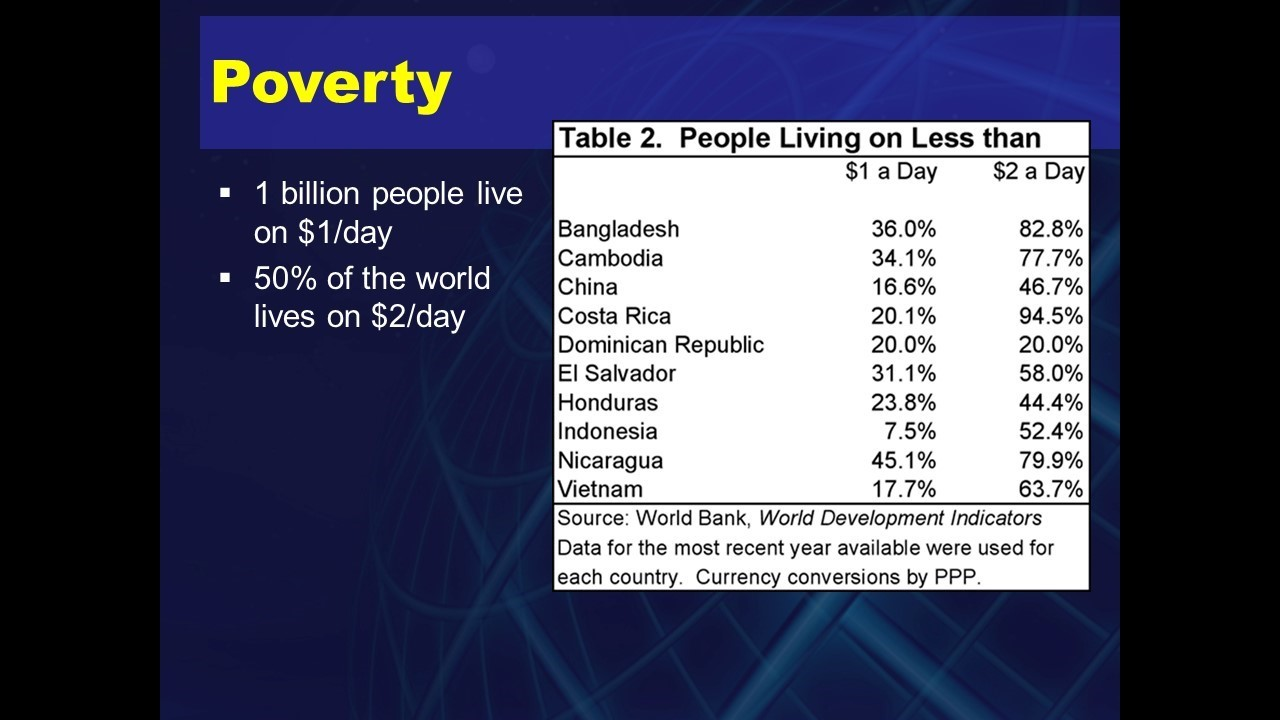 Poverty
▪ 1 billion people live
on $1/day
▪ 50% of the world
lives on $2/day
Table 2. People Living on Less than
$1 a Day $2 a Day
Bangladesh 36.0% 82.8%
Cambodia 34.1% 77.7%
China 16.6% 46.7%
Costa Rica 20.1% 94.5%
Dominican Republic 20.0% 20.0%
El Salvador 31.1% 58.0%
Honduras 23.8% 44.4%
Indonesia 7.5% 52.4%
Nicaragua 45.1% 79.9%
Vietnam 17.7% 63.7%
Source: World Bank, World Development Indicators
Data for the most recent year available were used for
each country. Currency conversions by PPP.